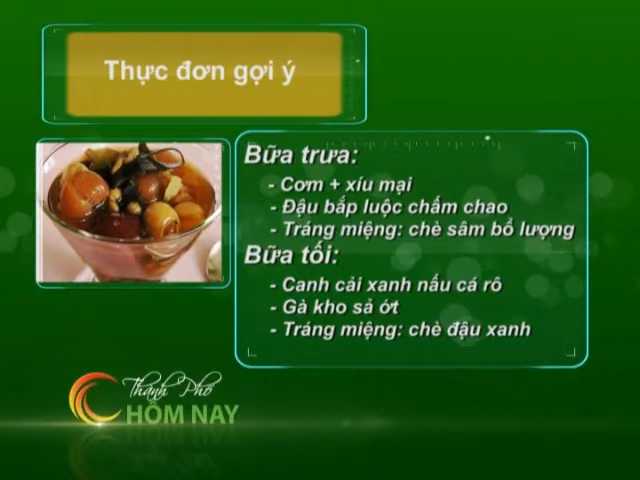 Thực đơn gợi ý
Bữa trưa:
- Cơm + xíu mại
- Đậu bắp luộc chấm chao
- Tráng miệng: chè sâm bổ lượng
Bữa tối:
- Canh cải xanh nấu cá rô
- Gà kho sả ớt
- Tráng miệng: chè đậu xanh
Thành Phố
HÔM NAY